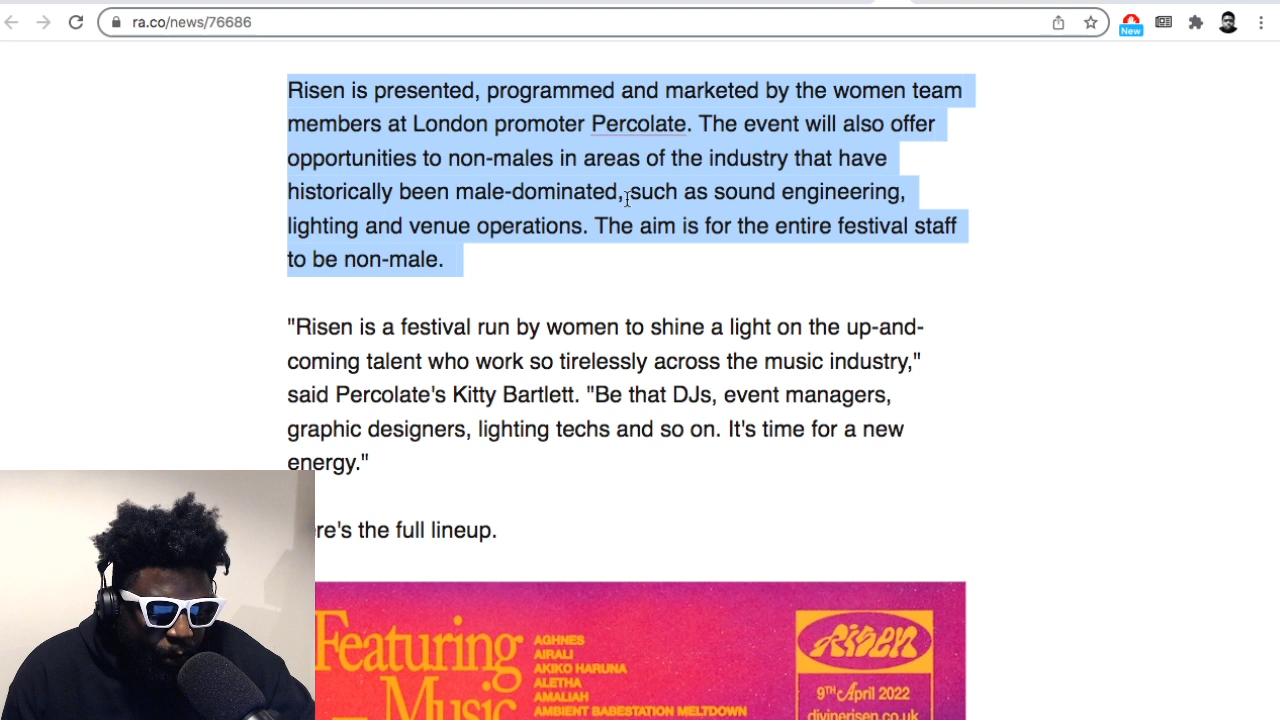 ra.co/news/76686
New
Risen is presented, programmed and marketed by the women team
members at London promoter Percolate. The event will also offer
opportunities to non-males in areas of the industry that have
historically been male-dominated, such as sound engineering,
lighting and venue operations. The aim is for the entire festival staff
to be non-male.
"Risen is a festival run by women to shine a light on the up-and-
coming talent who work so tirelessly across the music industry,"
said Percolate's Kitty Bartlett. "Be that DJs, event managers,
graphic designers, lighting techs and so on. It's time for a new
energy."
ere's the full lineup.
Featuring
Music
AGHNES
AIRALI
AKIKO HARUNA
ALETHA
AMALIAH
AMBIENT BABESTATION MELTDOWN
RISEN
9TH April 2022
divinerisen.co.uk